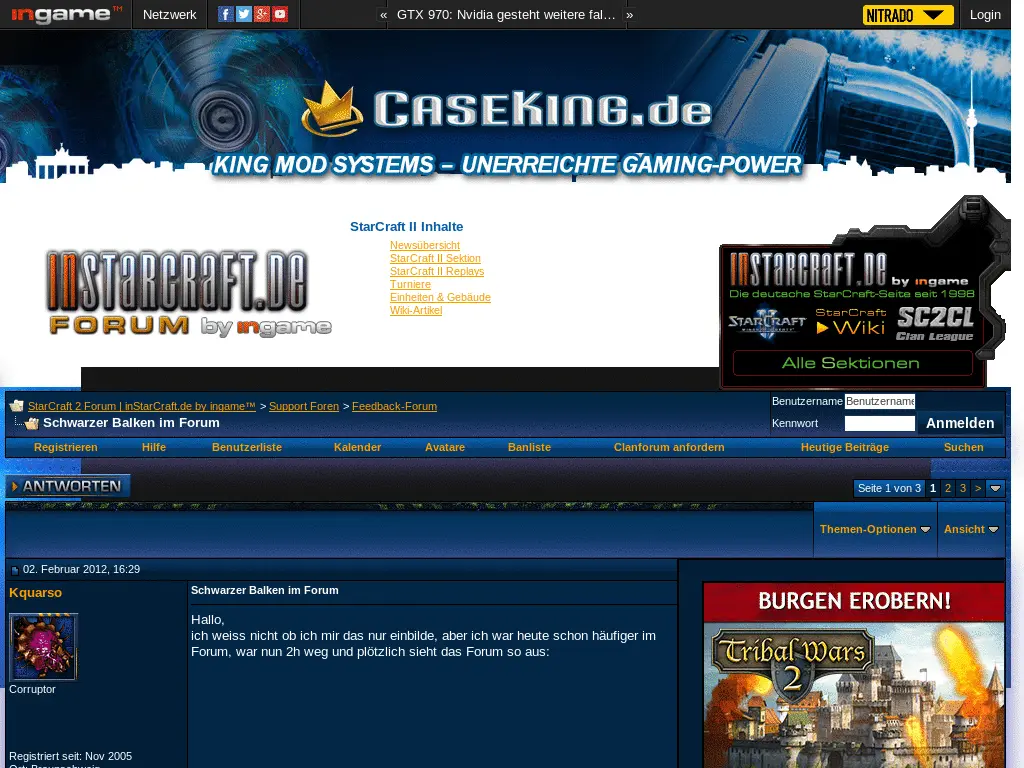 ingame™ Netzwerk « GTX 970: Nvidia gesteht weitere fal… » NITRADO Login
CASEKING.de
KING MOD SYSTEMS – UNERREICHTE GAMING-POWER
StarCraft II Inhalte
Newsübersicht
StarCraft II Sektion
StarCraft II Replays
Turniere
Einheiten & Gebäude
Wiki-Artikel
INSTARCRAFT.DE
FORUM by ingame
INSTARCRAFT.DE by ingame
Die deutsche StarCraft-Seite seit 1998
STARCRAFT II
StarCraft Wiki
SC2CL
Clan League
Alle Sektionen
StarCraft 2 Forum | inStarCraft.de by ingame™ > Support Foren > Feedback-Forum
Schwarzer Balken im Forum
Benutzername Benutzername
Kennwort Anmelden
Registrieren Hilfe Benutzerliste Kalender Avatare Banliste Clanforum anfordern Heutige Beiträge Suchen
ANTWORTEN
Seite 1 von 3 1 2 3 >
Themen-Optionen Ansicht
02. Februar 2012, 16:29
Kquarso
Corruptor
Registriert seit: Nov 2005
Ort: Braunschweig
Schwarzer Balken im Forum
Hallo,
ich weiss nicht ob ich mir das nur einbilde, aber ich war heute schon häufiger im
Forum, war nun 2h weg und plötzlich sieht das Forum so aus:
BURGEN EROBERN!
Tribal Wars
2